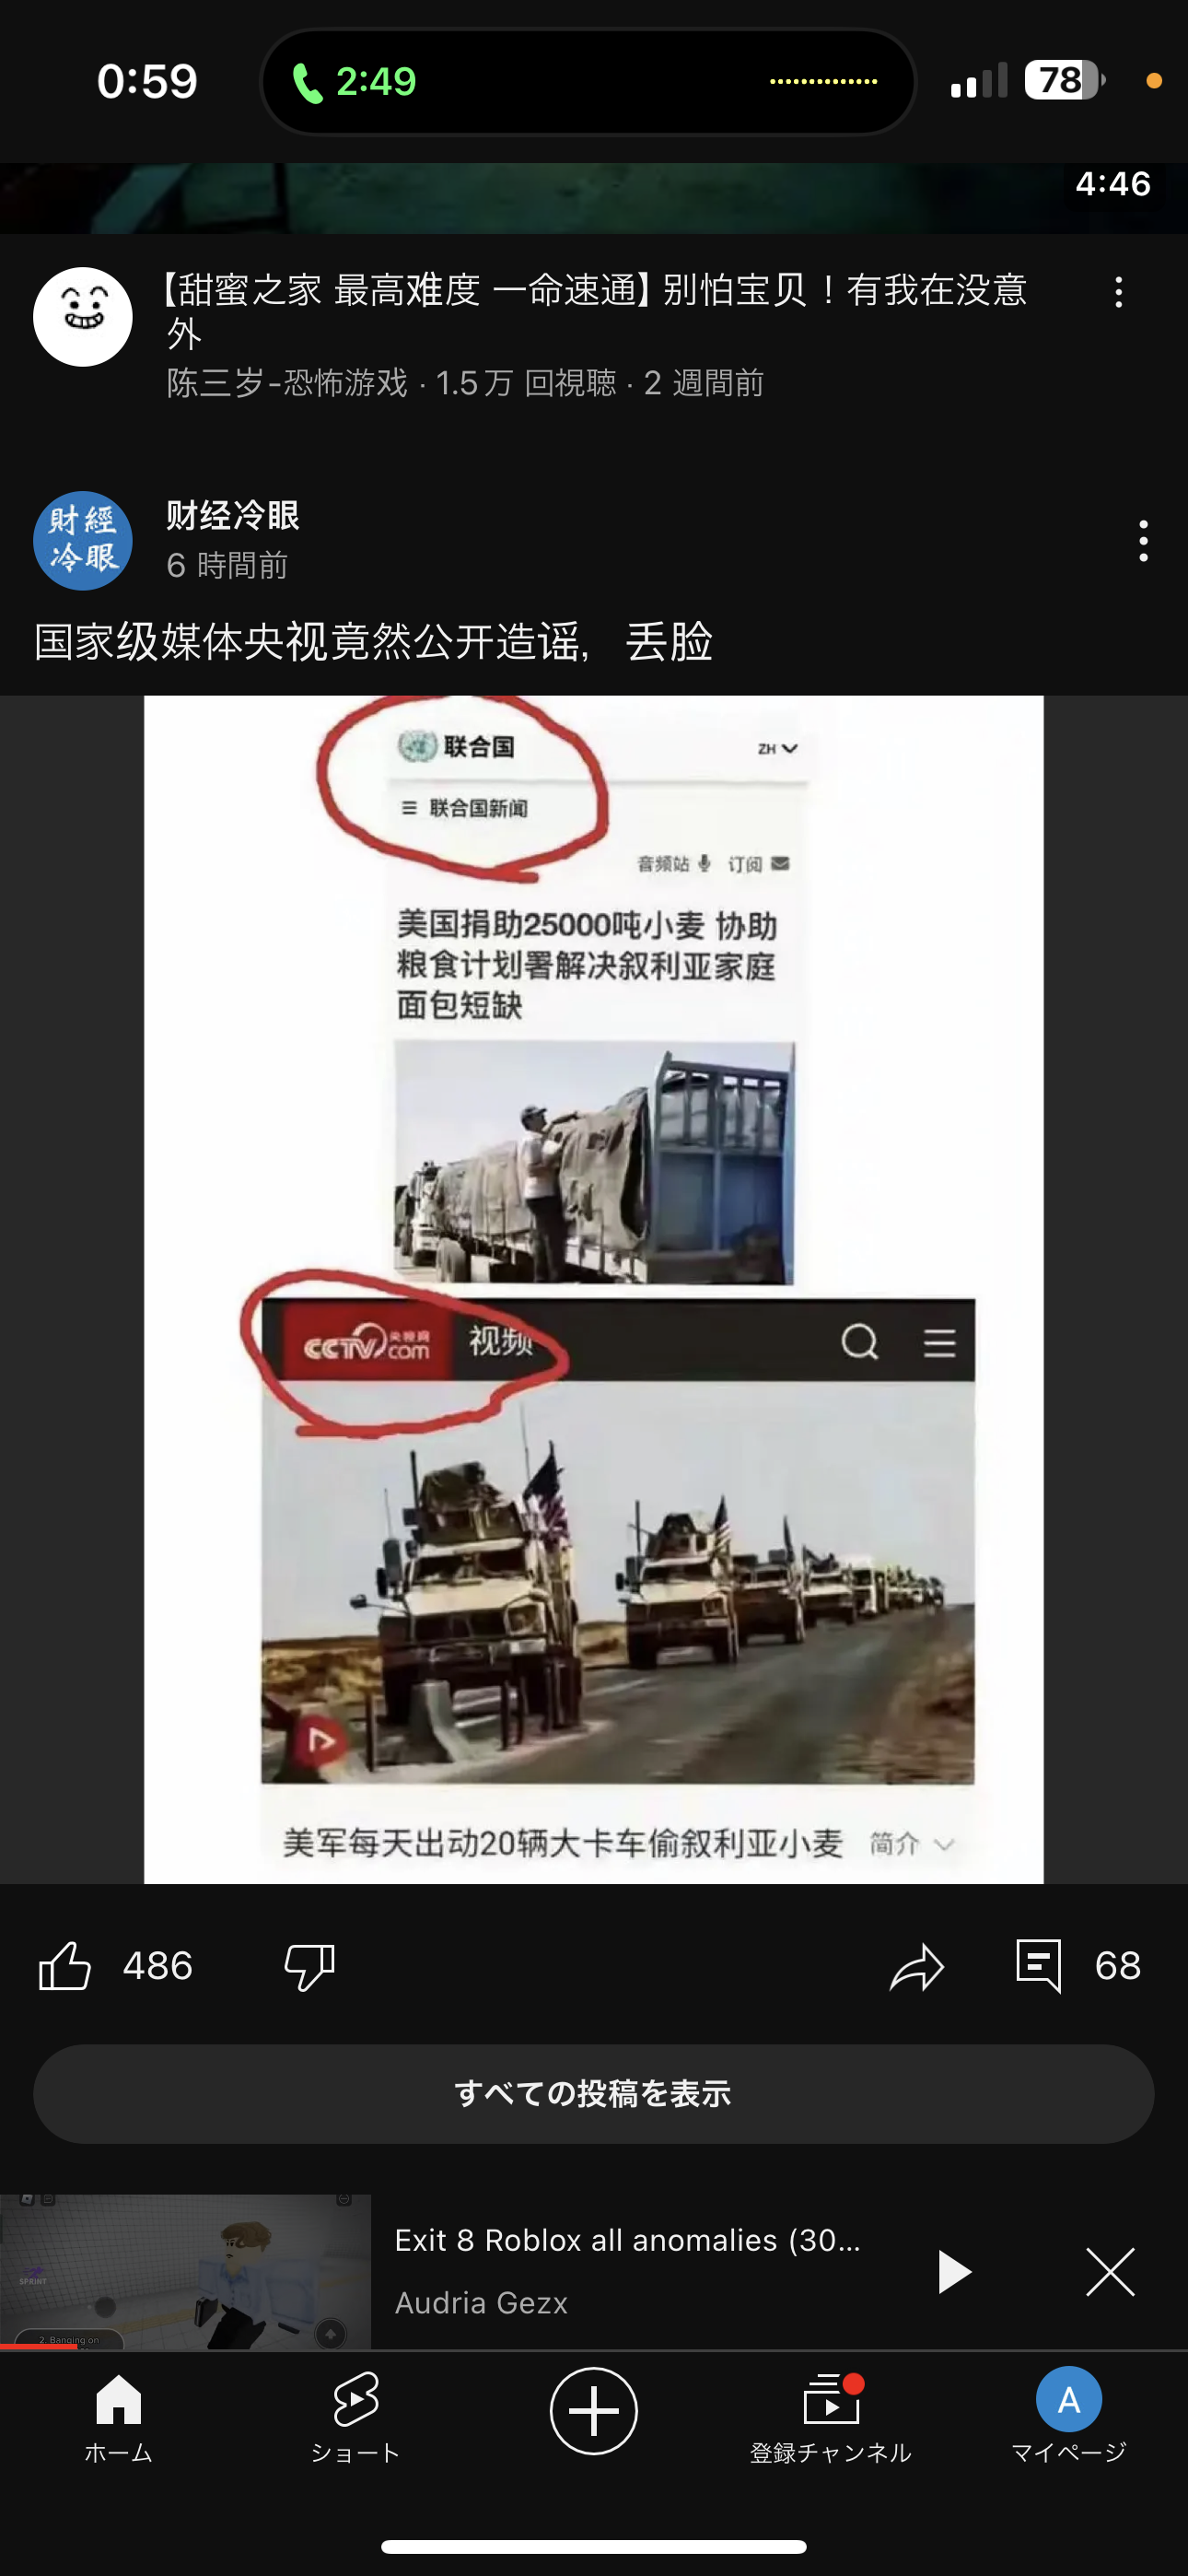 0:59
2:49
78
4:46
【甜蜜之家 最高难度 一命速通】别怕宝贝！有我在没意
外
陈三岁-恐怖游戏 · 1.5万 回視聴 · 2 週間前
財經
冷眼
财经冷眼
6 時間前
国家级媒体央视竟然公开造谣， 丢脸
联合国
ZH
联合国新闻
音频站 订阅
美国捐助25000吨小麦 协助
粮食计划署解决叙利亚家庭
面包短缺
CCTV.com 央视网 视频
美军每天出动20辆大卡车偷叙利亚小麦 简介
486
68
すべての投稿を表示
SPRINT
2. Banging on
Exit 8 Roblox all anomalies (30...
Audria Gezx
A
ホーム
ショート
登録チャンネル
マイページ